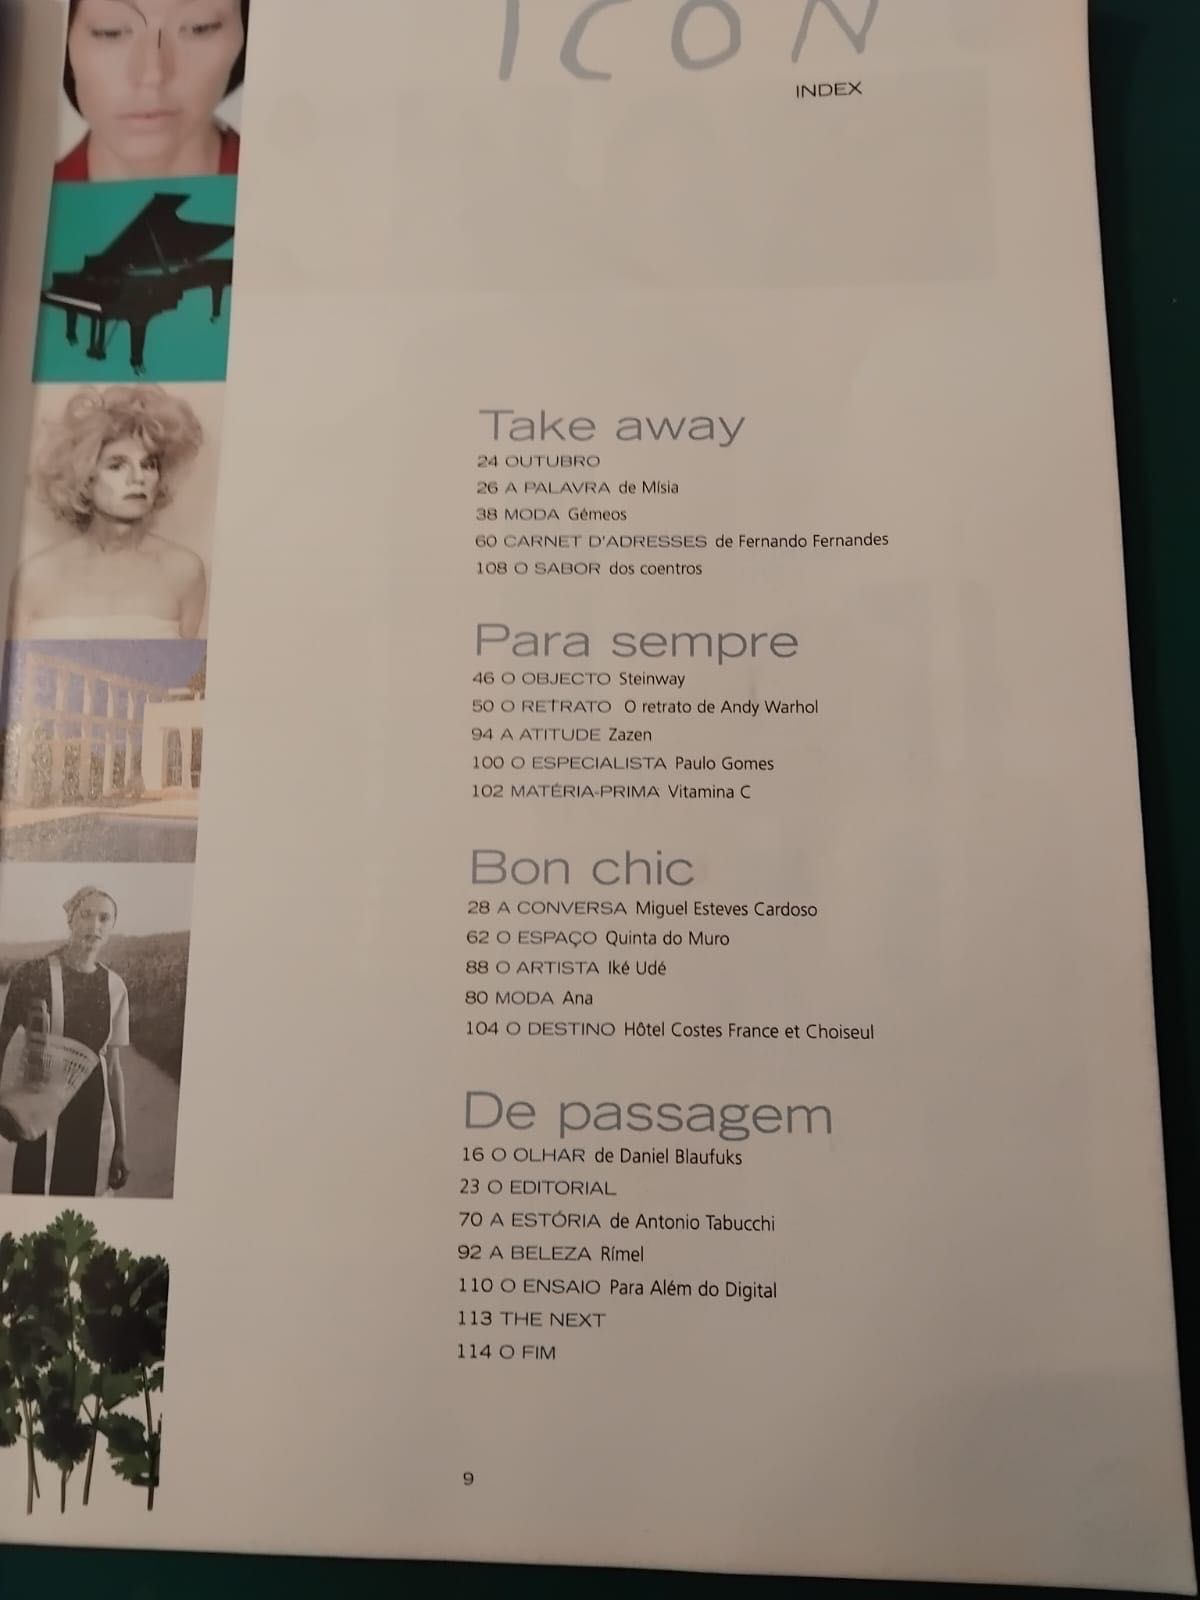 ICON
INDEX
Take away
24 OUTUBRO
26 A PALAVRA de Mísia
38 MODA Gémeos
60 CARNET D'ADRESSES de Fernando Fernandes
108 O SABOR dos coentros
Para sempre
46 O OBJECTO Steinway
50 O RETRATO O retrato de Andy Warhol
94 A ATITUDE Zazen
100 O ESPECIALISTA Paulo Gomes
102 MATÉRIA-PRIMA Vitamina C
Bon chic
28 A CONVERSA Miguel Esteves Cardoso
62 O ESPAÇO Quinta do Muro
88 O ARTISTA Iké Udé
80 MODA Ana
104 O DESTINO Hôtel Costes France et Choiseul
De passagem
16 O OLHAR de Daniel Blaufuks
23 O EDITORIAL
70 A ESTÓRIA de Antonio Tabucchi
92 A BELEZA Rímel
110 O ENSAIO Para Além do Digital
113 THE NEXT
114 O FIM
9